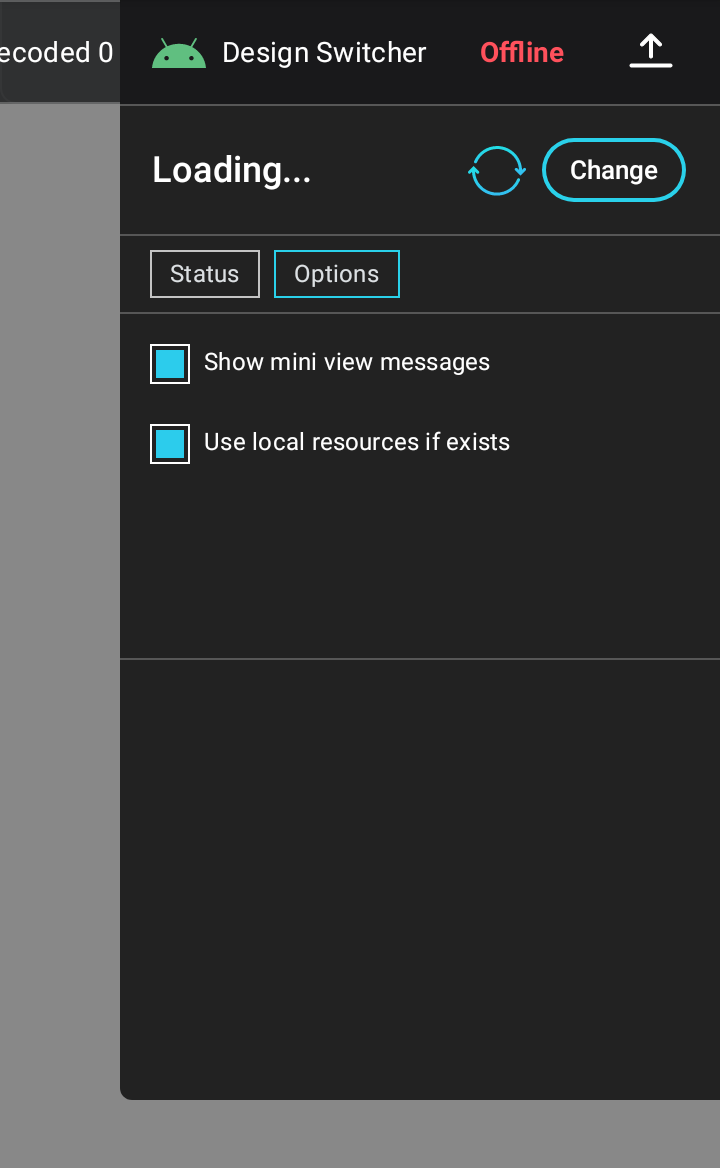 ecoded 0
Design Switcher
Offline
Loading...
Change
Status
Options
Show mini view messages
Use local resources if exists